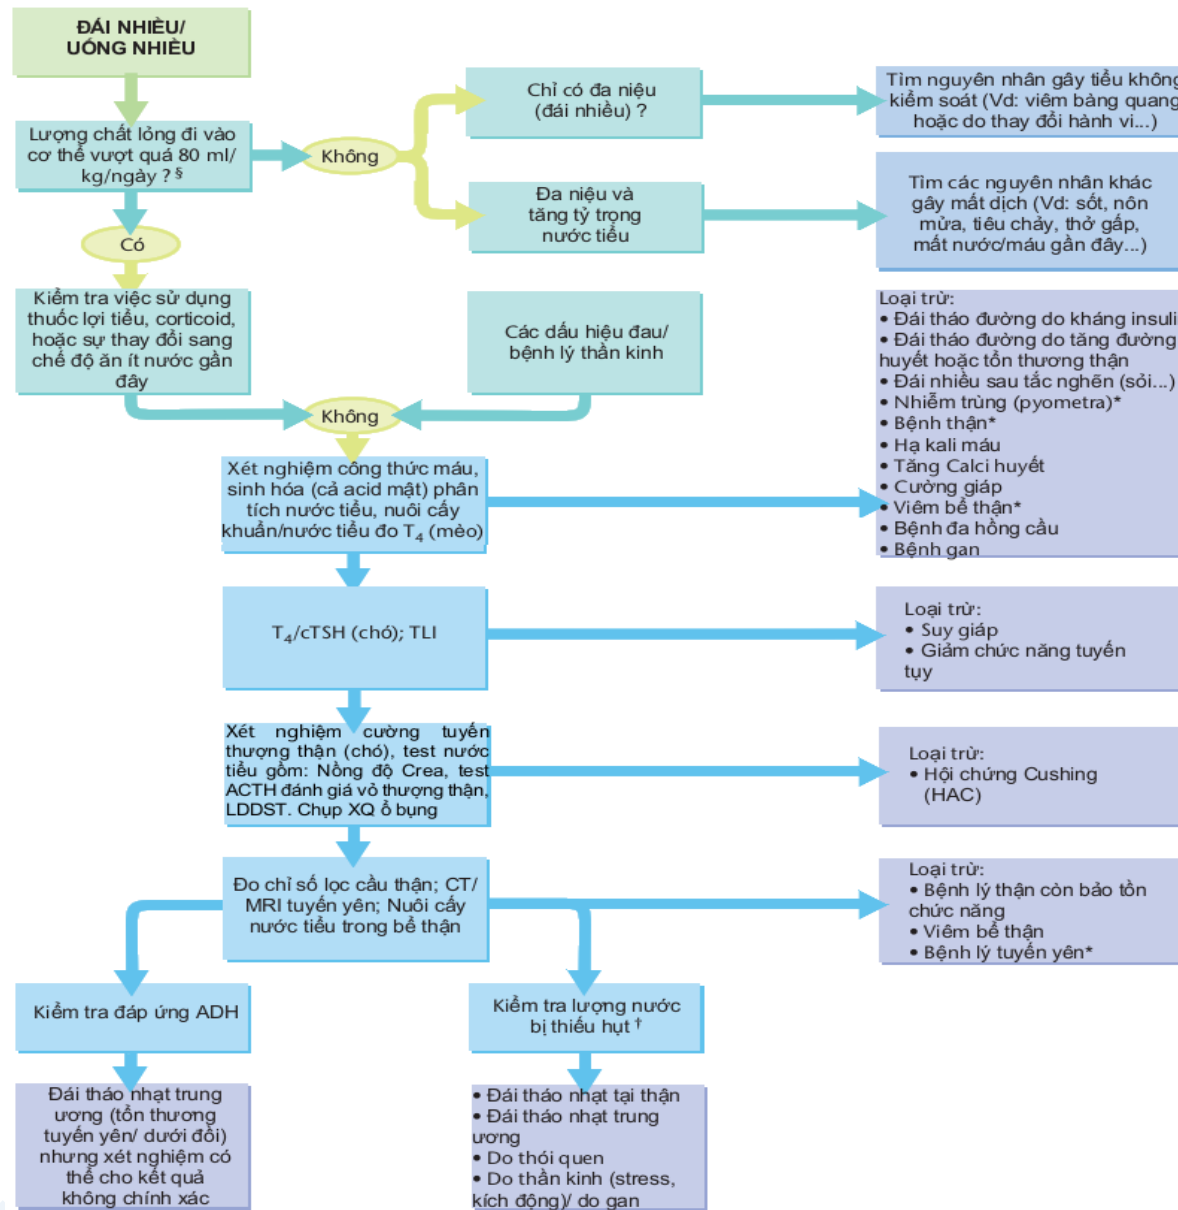 ĐÁI NHIỀU/
UỐNG NHIỀU
Lượng chất lỏng đi vào
cơ thể vượt quá 80 ml/
kg/ngày ? §
Không
Chỉ có đa niệu
(đái nhiều) ?
Tìm nguyên nhân gây tiểu không
kiểm soát (Vd: viêm bàng quang
hoặc do thay đổi hành vi...)
Đa niệu và
tăng tỷ trọng
nước tiểu
Tìm các nguyên nhân khác
gây mất dịch (Vd: sốt, nôn
mửa, tiêu chảy, thở gấp,
mất nước/máu gần đây...)
Có
Kiểm tra việc sử dụng
thuốc lợi tiểu, corticoid,
hoặc sự thay đổi sang
chế độ ăn ít nước gần
đây
Các dấu hiệu đau/
bệnh lý thần kinh
Không
Loại trừ:
• Đái tháo đường do kháng insuli
• Đái tháo đường do tăng đường
huyết hoặc tổn thương thận
• Đái nhiều sau tắc nghẽn (sỏi...)
• Nhiễm trùng (pyometra)*
• Bệnh thận*
• Hạ kali máu
• Tăng Calci huyết
• Cường giáp
• Viêm bể thận*
• Bệnh đa hồng cầu
• Bệnh gan
Xét nghiệm công thức máu,
sinh hóa (cả acid mật) phân
tích nước tiểu, nuôi cấy
khuẩn/nước tiểu đo T₄ (mèo)
T₄/cTSH (chó); TLI
Loại trừ:
• Suy giáp
• Giảm chức năng tuyến
tụy
Xét nghiệm cường tuyến
thượng thận (chó), test nước
tiểu gồm: Nồng độ Crea, test
ACTH đánh giá vỏ thượng thận,
LDDST. Chụp XQ ổ bụng
Loại trừ:
• Hội chứng Cushing
(HAC)
Đo chỉ số lọc cầu thận; CT/
MRI tuyến yên; Nuôi cấy
nước tiểu trong bể thận
Loại trừ:
• Bệnh lý thận còn bảo tồn
chức năng
• Viêm bể thận
• Bệnh lý tuyến yên*
Kiểm tra đáp ứng ADH
Kiểm tra lượng nước
bị thiếu hụt †
Đái tháo nhạt trung
ương (tổn thương
tuyến yên/ dưới đồi)
nhưng xét nghiệm có
thể cho kết quả
không chính xác
• Đái tháo nhạt tại thận
• Đái tháo nhạt trung
ương
• Do thói quen
• Do thần kinh (stress,
kích động)/ do gan